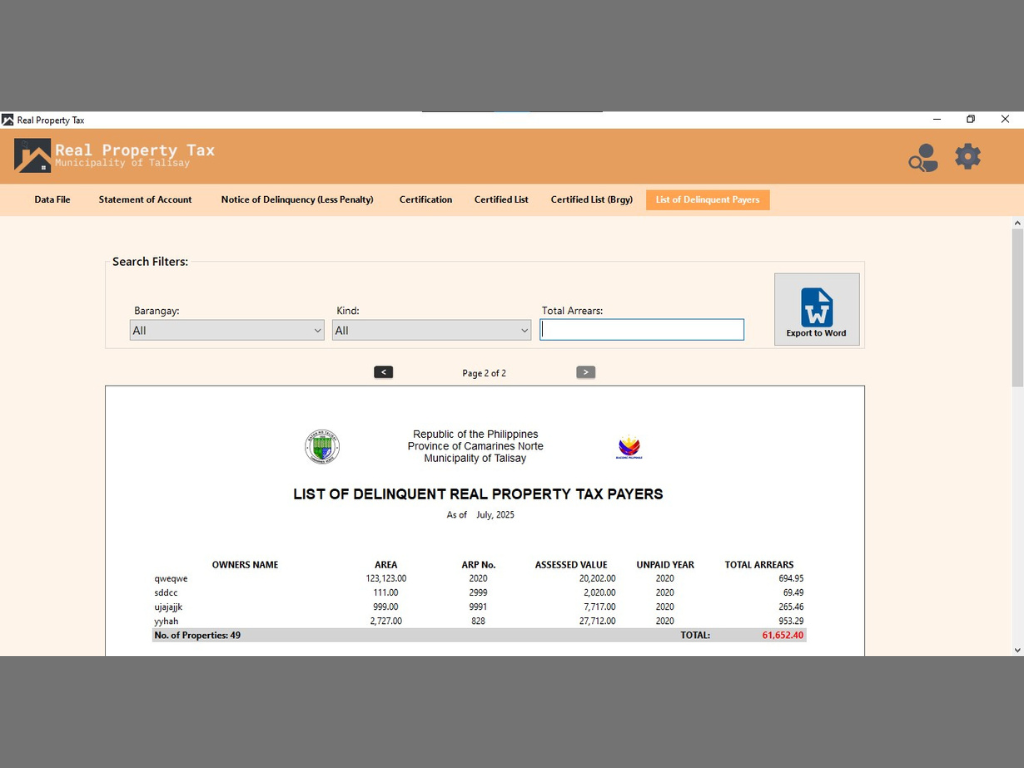 Real Property Tax
Real Property Tax
Municipality of Talisay
Data File Statement of Account Notice of Delinquency (Less Penalty) Certification Certified List Certified List (Brgy) List of Delinquent Payers
Search Filters:
Barangay: Kind: Total Arrears:
All All
Export to Word
< Page 2 of 2 >
Republic of the Philippines
Province of Camarines Norte
Municipality of Talisay
LIST OF DELINQUENT REAL PROPERTY TAX PAYERS
As of July, 2025
OWNERS NAME AREA ARP No. ASSESSED VALUE UNPAID YEAR TOTAL ARREARS
qweqwe 123,123.00 2020 20,202.00 2020 694.95
sddcc 111.00 2999 2,020.00 2020 69.49
ujajajjk 999.00 9991 7,717.00 2020 265.46
yyhah 2,727.00 828 27,712.00 2020 953.29
No. of Properties: 49 TOTAL: 61,652.40